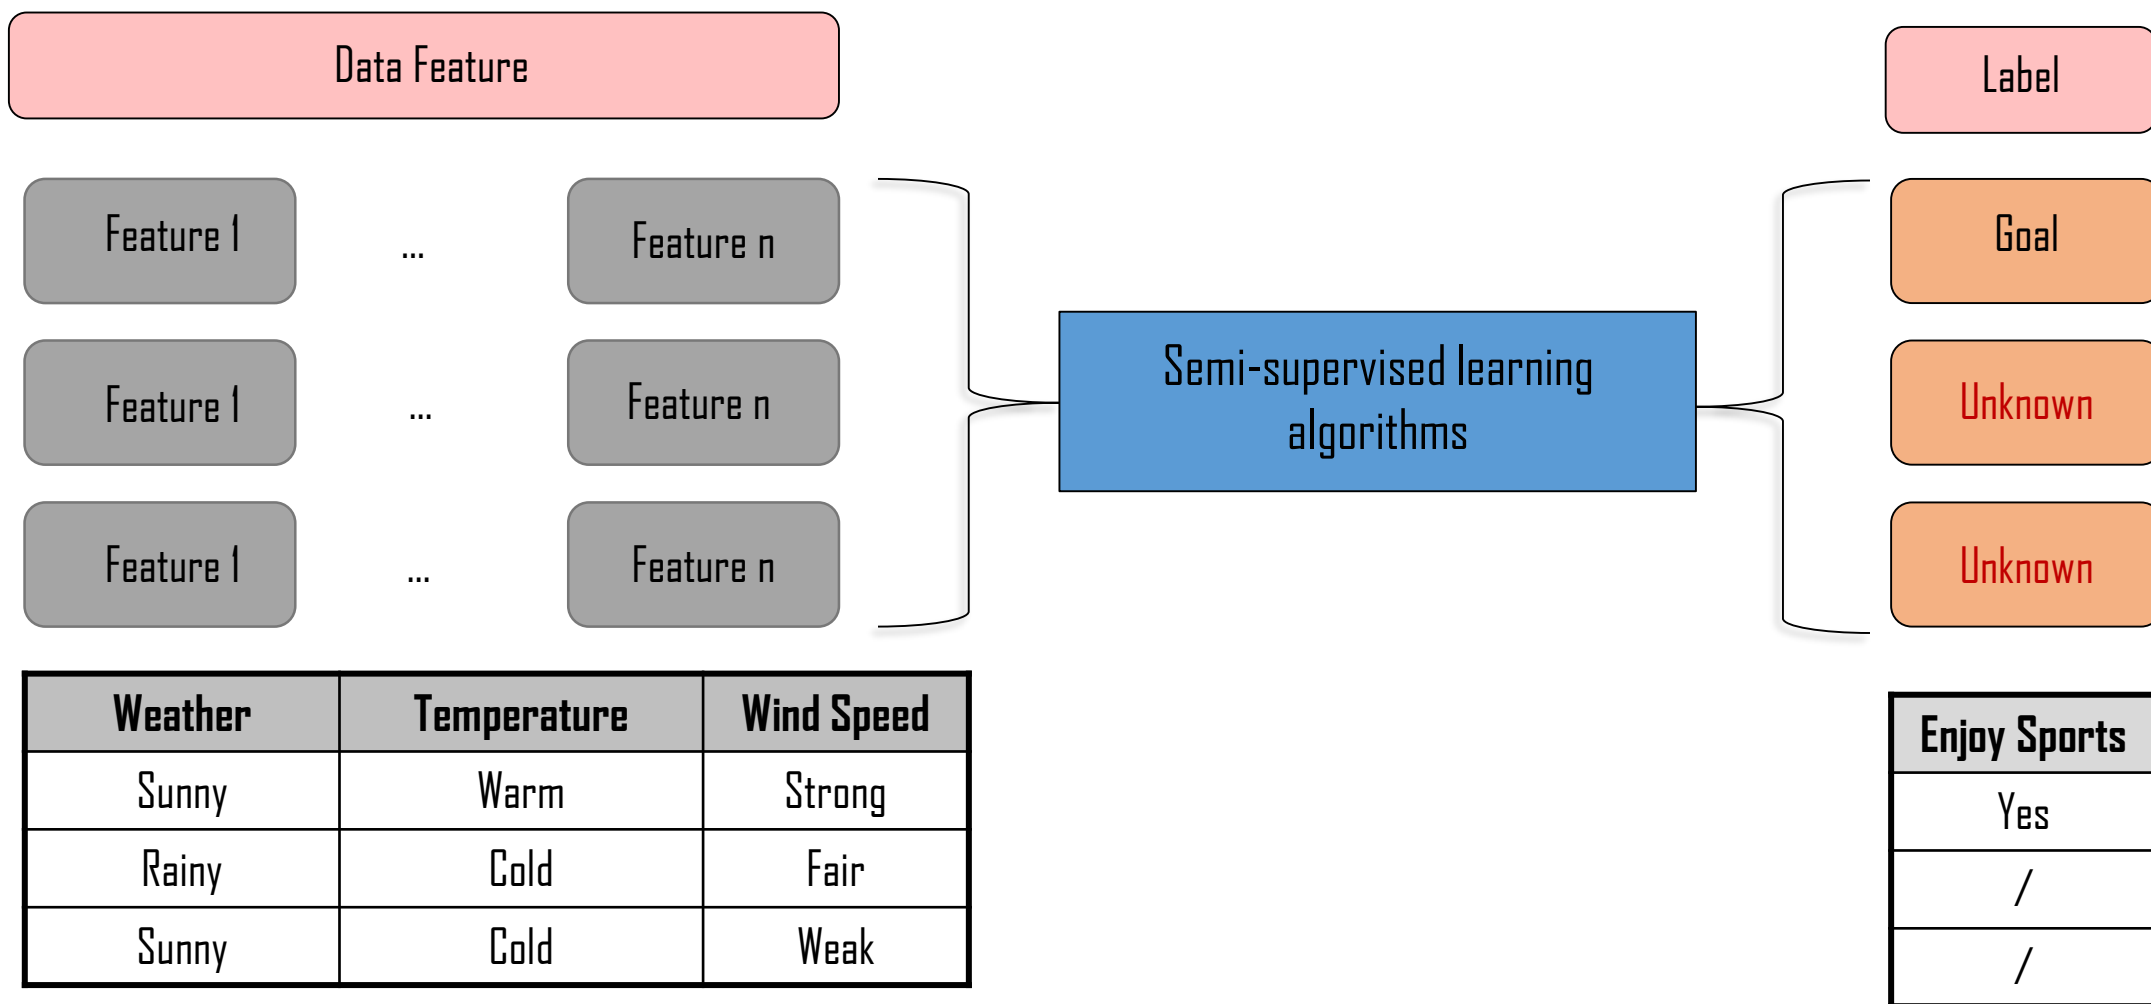 Data Feature
Label
Feature 1 ... Feature n
Goal
Feature 1 ... Feature n
Semi-supervised learning
algorithms
Unknown
Feature 1 ... Feature n
Unknown
Weather Temperature Wind Speed
Sunny Warm Strong
Rainy Cold Fair
Sunny Cold Weak
Enjoy Sports
Yes
/
/